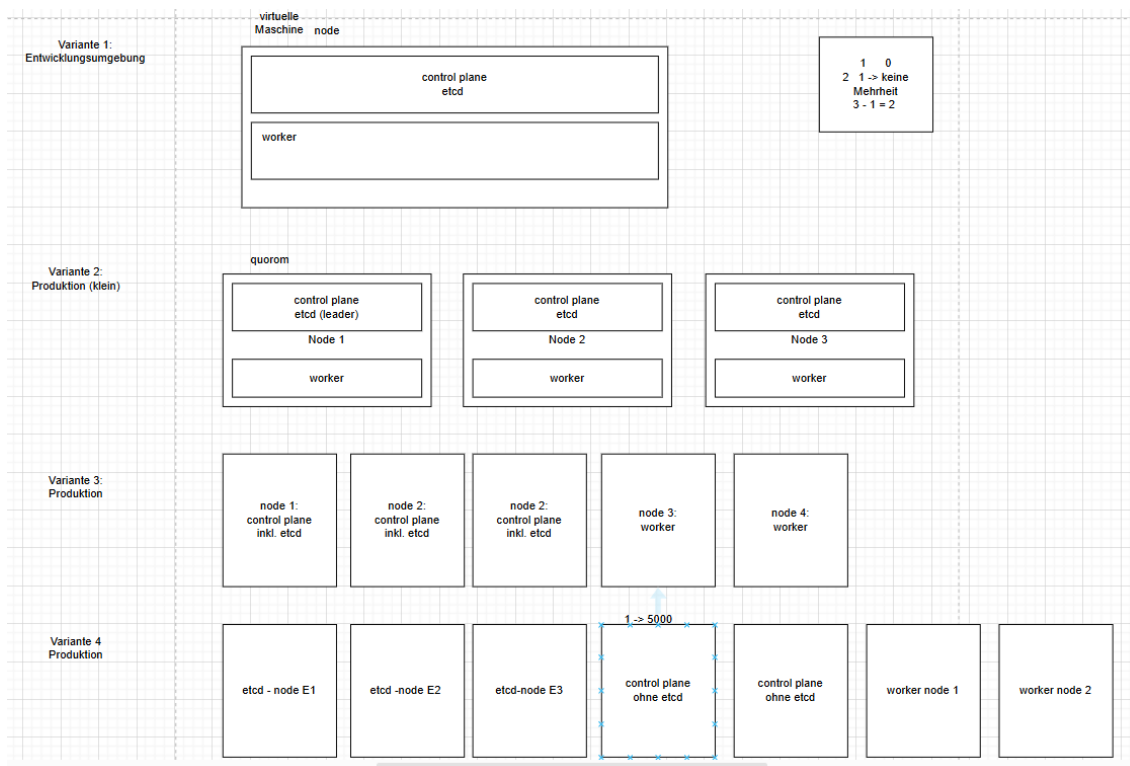 virtuelle
Maschine node
Variante 1:
Entwicklungsumgebung
control plane
etcd
worker
1 0
2 1 -> keine
Mehrheit
3 - 1 = 2
quorom
Variante 2:
Produktion (klein)
control plane
etcd (leader)
Node 1
worker
control plane
etcd
Node 2
worker
control plane
etcd
Node 3
worker
Variante 3:
Produktion
node 1:
control plane
inkl. etcd
node 2:
control plane
inkl. etcd
node 2:
control plane
inkl. etcd
node 3:
worker
node 4:
worker
1 -> 5000
Variante 4
Produktion
etcd - node E1
etcd -node E2
etcd-node E3
control plane
ohne etcd
control plane
ohne etcd
worker node 1
worker node 2